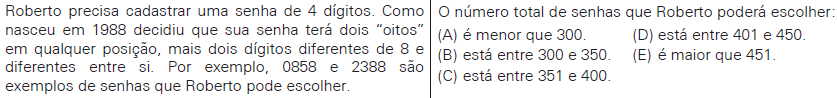 Roberto precisa cadastrar uma senha de 4 dígitos. Como
nasceu em 1988 decidiu que sua senha terá dois "oitos"
em qualquer posição, mais dois dígitos diferentes de 8 e
diferentes entre si. Por exemplo, 0858 e 2388 são
exemplos de senhas que Roberto pode escolher.
O número total de senhas que Roberto poderá escolher:
(A) é menor que 300. (D) está entre 401 e 450.
(B) está entre 300 e 350. (E) é maior que 451.
(C) está entre 351 e 400.